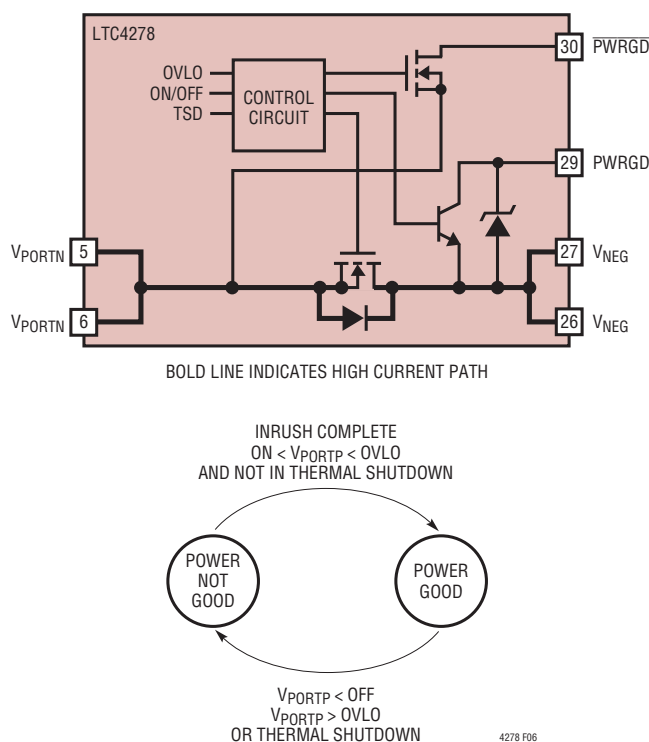 LTC4278
30 P̅W̅R̅G̅D̅
OVLO
ON/OFF
TSD
CONTROL
CIRCUIT
29 PWRGD
VPORTN 5
27 VNEG
VPORTN 6
26 VNEG
BOLD LINE INDICATES HIGH CURRENT PATH
INRUSH COMPLETE
ON < VPORTP < OVLO
AND NOT IN THERMAL SHUTDOWN
POWER
NOT
GOOD
POWER
GOOD
VPORTP < OFF
VPORTP > OVLO
OR THERMAL SHUTDOWN
4278 F06